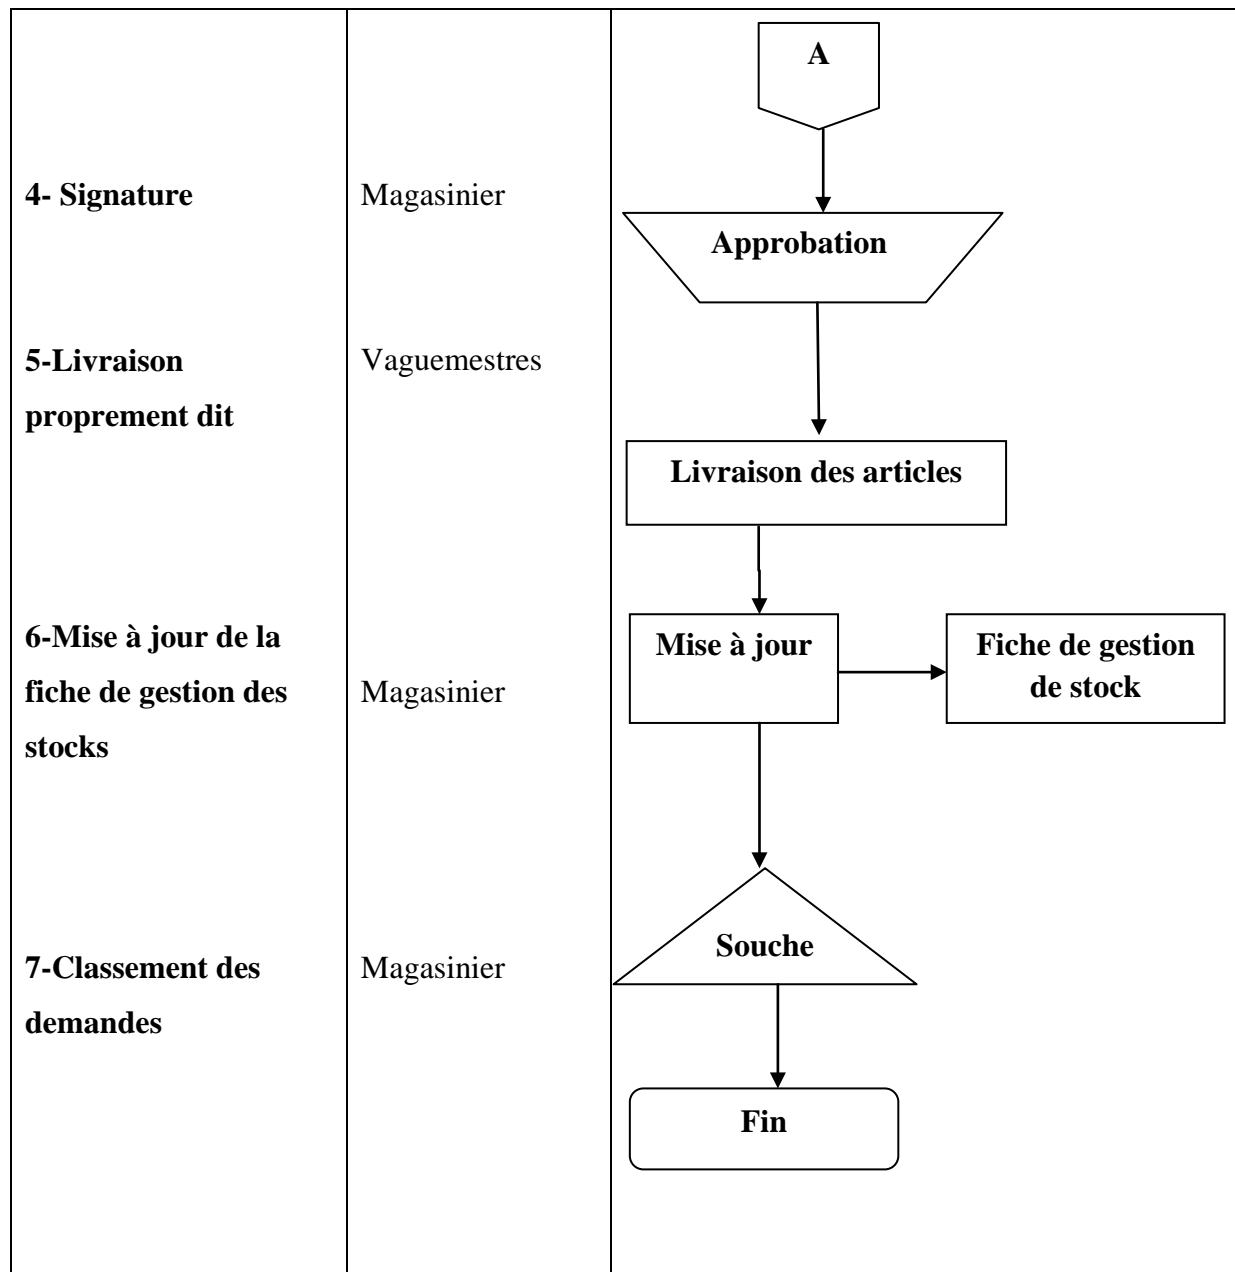 A
4- Signature
Magasinier
Approbation
5-Livraison
proprement dit
Vaguemestres
Livraison des articles
6-Mise à jour de la
fiche de gestion des
stocks
Magasinier
Mise à jour
Fiche de gestion
de stock
7-Classement des
demandes
Magasinier
Souche
Fin